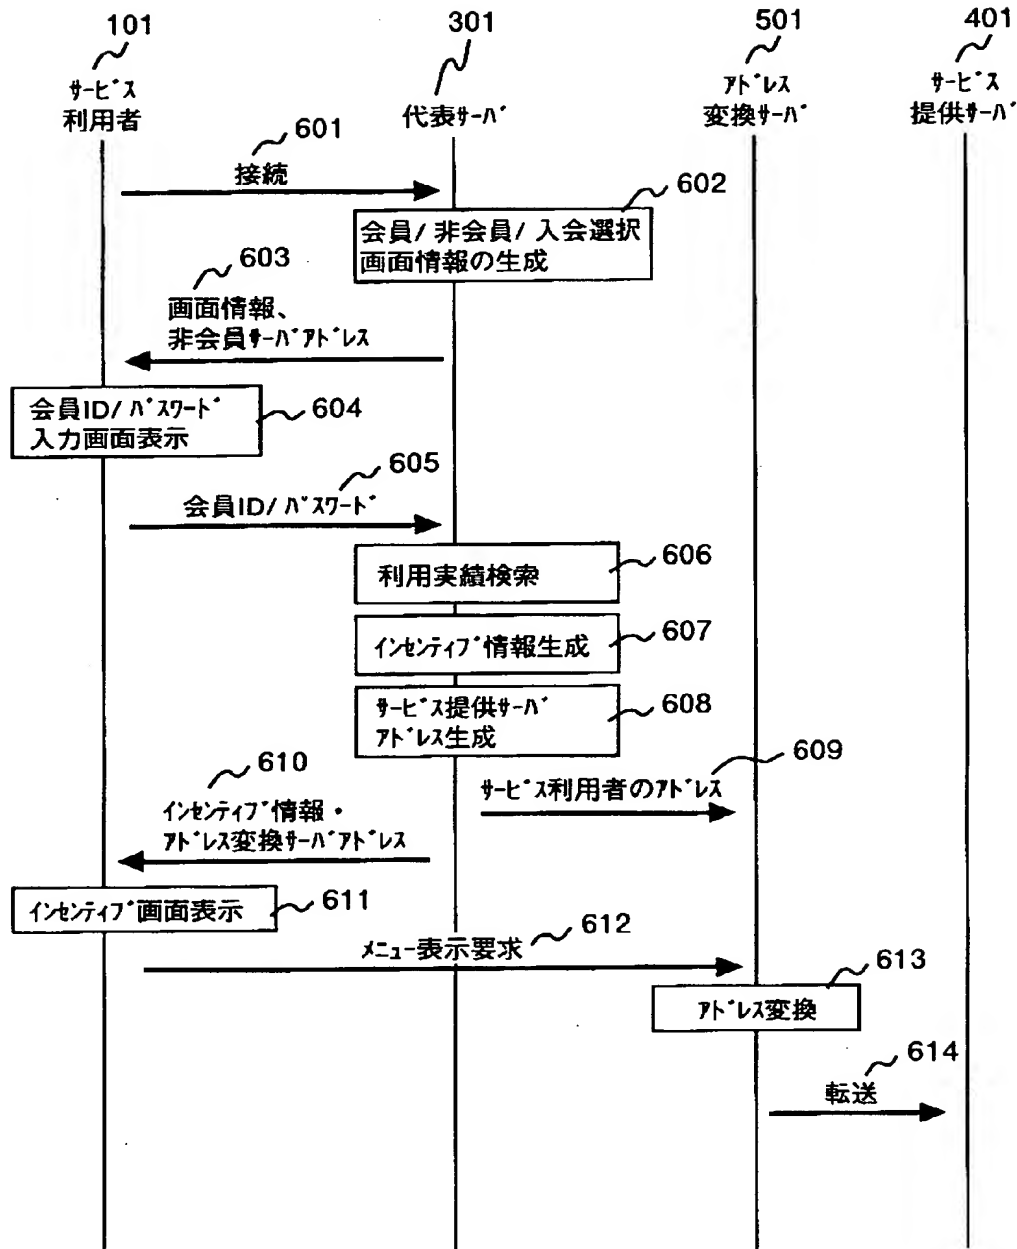 101
301
501
401
ｻｰﾋﾞｽ
利用者
代表ｻｰﾊﾞ
ｱﾄﾞﾚｽ
変換ｻｰﾊﾞ
ｻｰﾋﾞｽ
提供ｻｰﾊﾞ
601
接続
602
会員/非会員/入会選択
画面情報の生成
603
画面情報、
非会員ｻｰﾊﾞｱﾄﾞﾚｽ
会員ID/ﾊﾟｽﾜｰﾄﾞ
入力画面表示
604
605
会員ID/ﾊﾟｽﾜｰﾄﾞ
利用実績検索
606
ｲﾝｾﾝﾃｨﾌﾞ情報生成
607
ｻｰﾋﾞｽ提供ｻｰﾊﾞ
ｱﾄﾞﾚｽ生成
608
609
ｻｰﾋﾞｽ利用者のｱﾄﾞﾚｽ
610
ｲﾝｾﾝﾃｨﾌﾞ情報・
ｱﾄﾞﾚｽ変換ｻｰﾊﾞｱﾄﾞﾚｽ
ｲﾝｾﾝﾃｨﾌﾞ画面表示
611
612
ﾒﾆｭｰ表示要求
613
ｱﾄﾞﾚｽ変換
614
転送